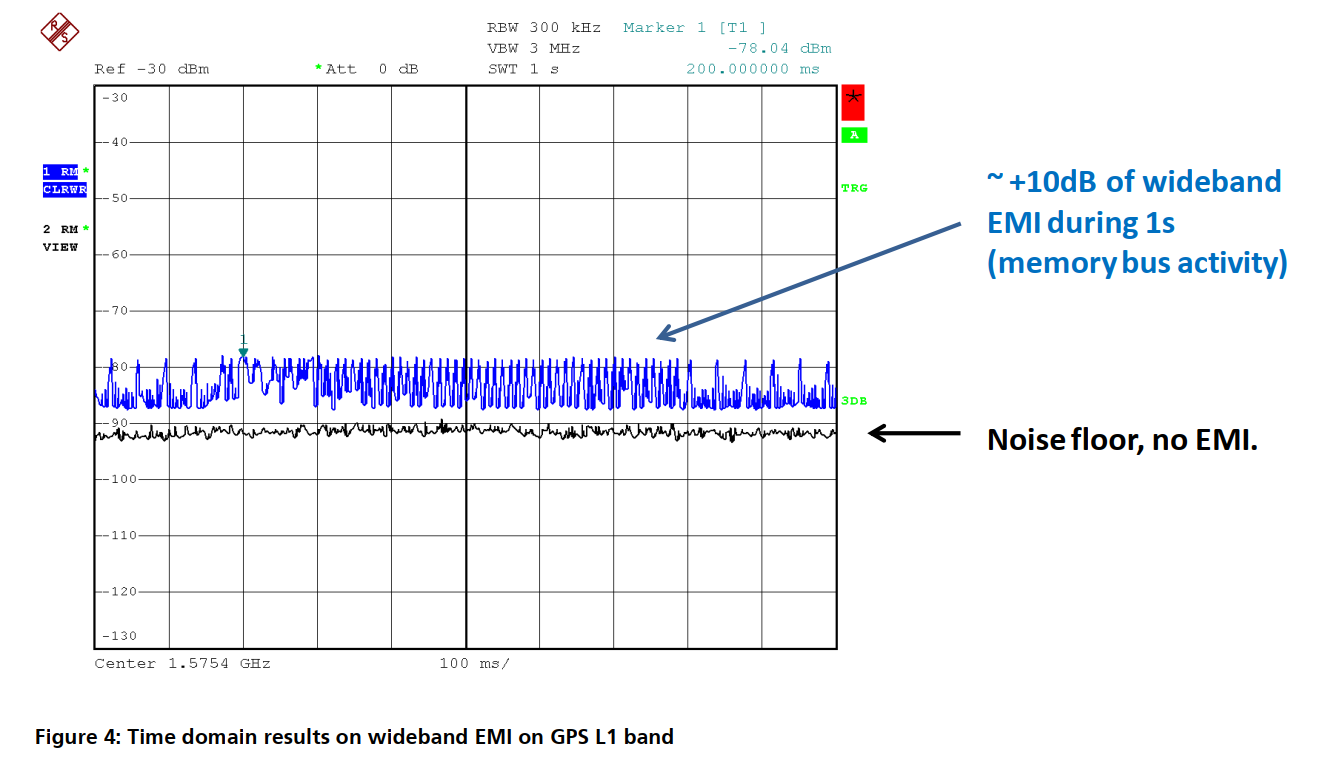 R
S
RBW 300 kHz Marker 1 [T1 ]
VBW 3 MHz -78.04 dBm
Ref -30 dBm *Att 0 dB SWT 1 s 200.000000 ms
-30
*
-40
A
~ +10dB of wideband
EMI during 1s
(memory bus activity)
1 RM*
CLRWR
TRG
-50
2 RM*
VIEW
-60
-70
1
-80
3DB
-90
Noise floor, no EMI.
-100
-110
-120
-130
Center 1.5754 GHz 100 ms/
Figure 4: Time domain results on wideband EMI on GPS L1 band